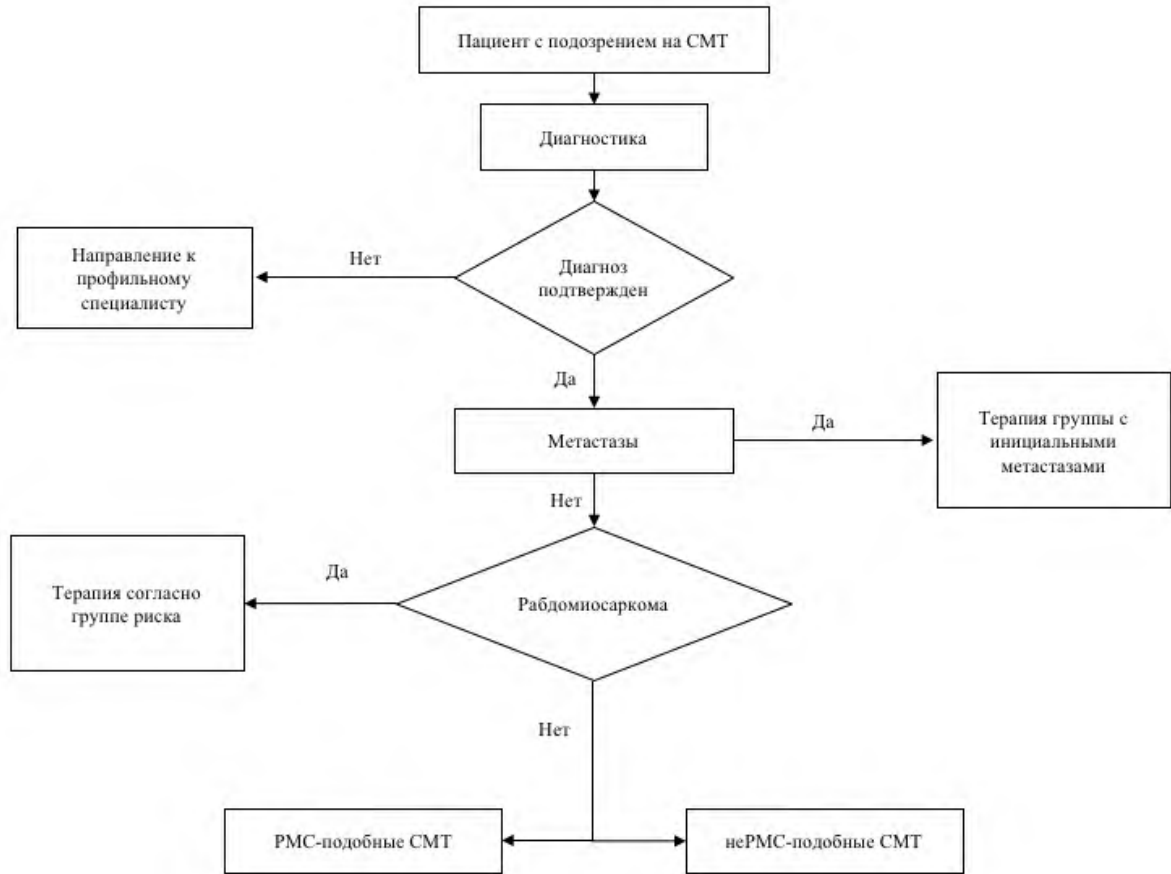 Пациент с подозрением на СМТ
Диагностика
Диагноз
подтвержден
Нет
Направление к
профильному
специалисту
Да
Метастазы
Да
Терапия группы с
инициальными
метастазами
Нет
Рабдомиосаркома
Да
Терапия согласно
группе риска
Нет
РМС-подобные СМТ
неРМС-подобные СМТ